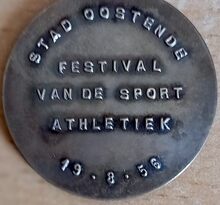 STAD OOSTENDE
FESTIVAL
VAN DE SPORT
ATHLETIEK
19.8.56